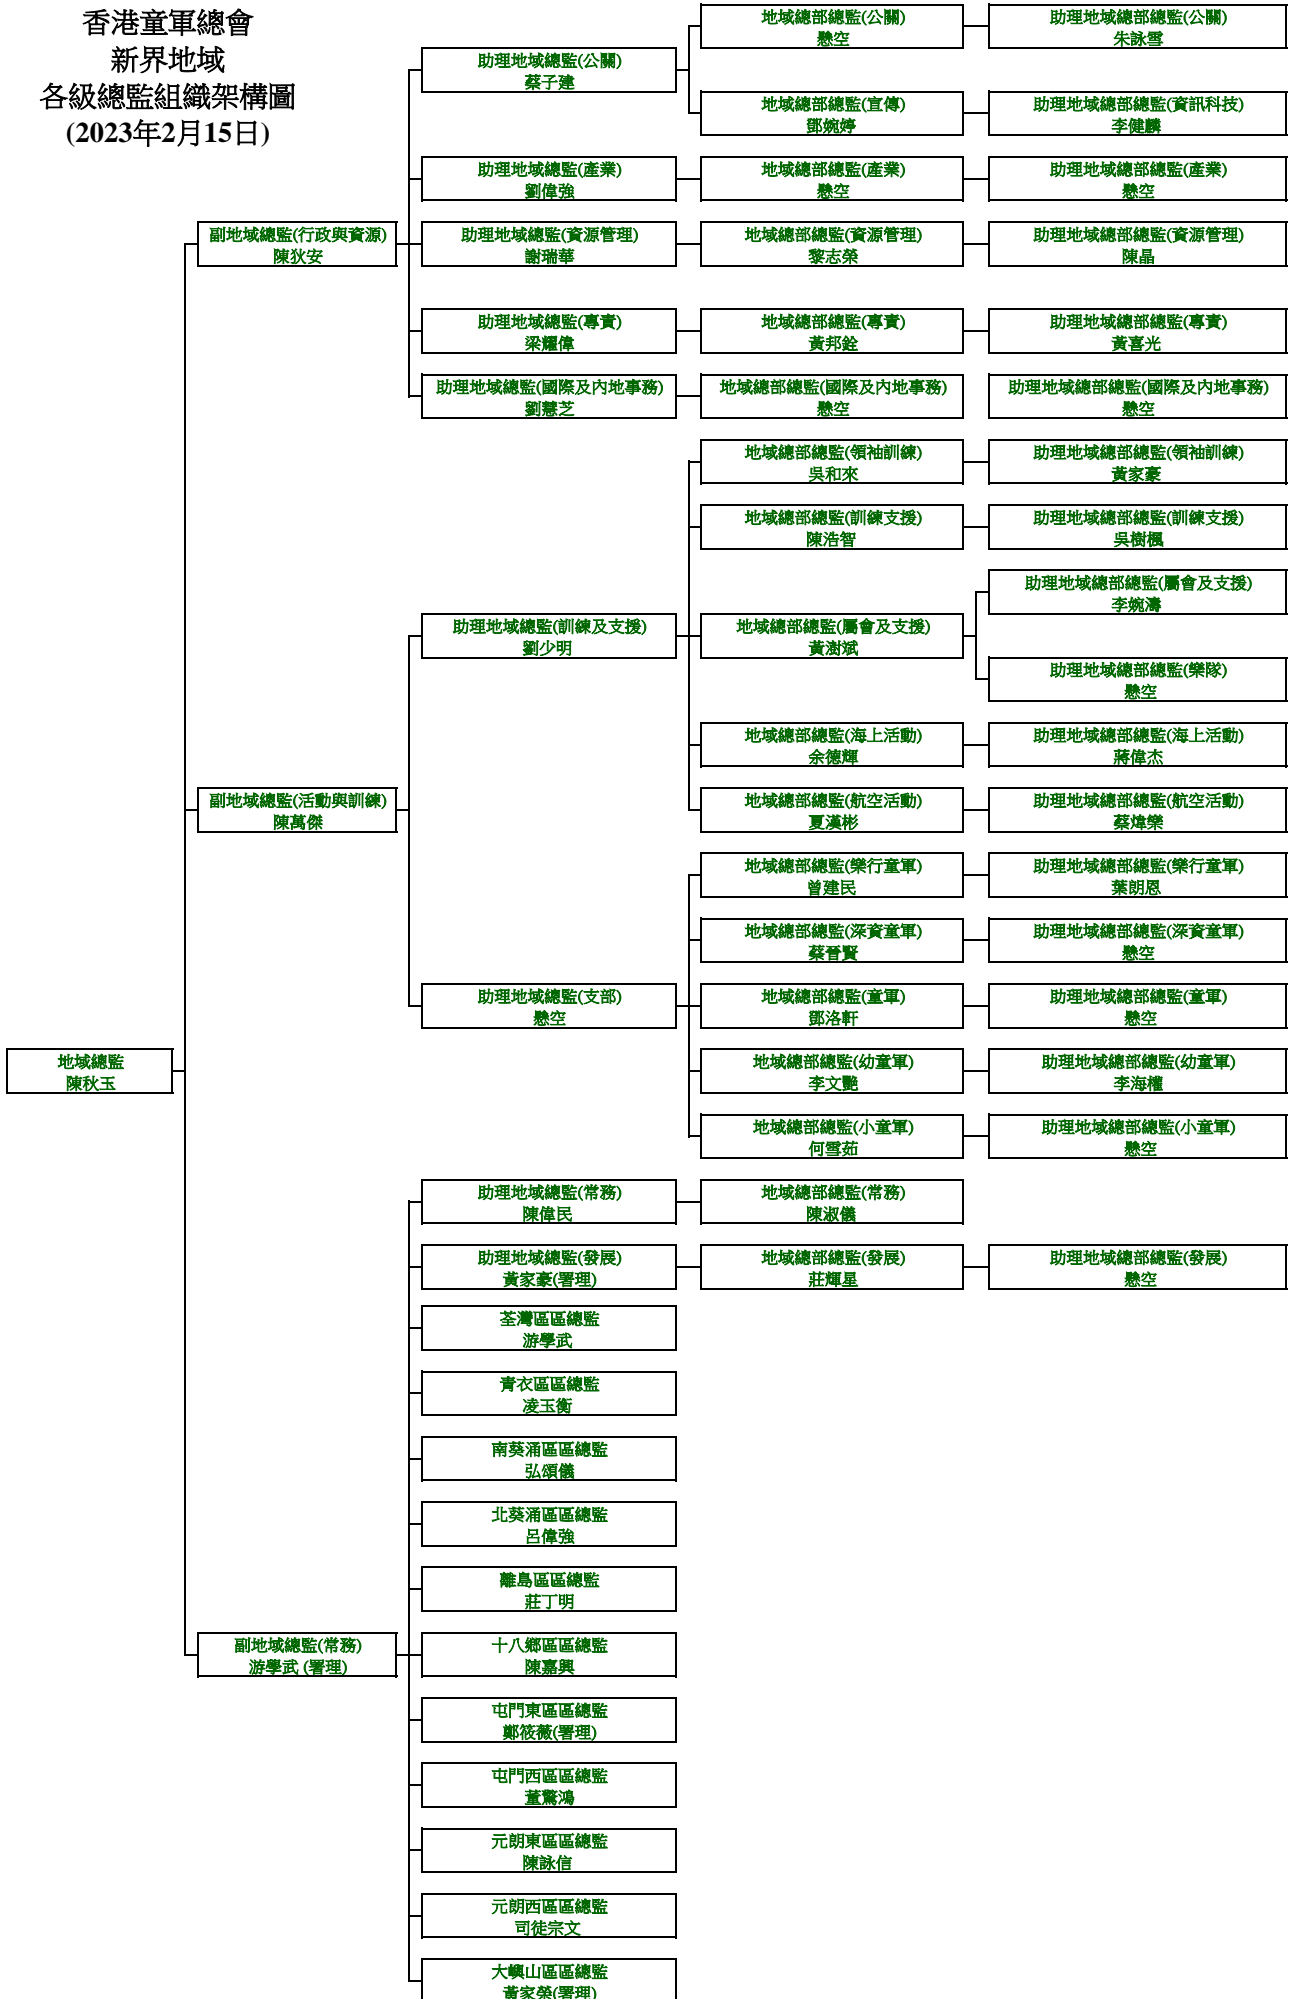 香港童軍總會
新界地域
各級總監組織架構圖
(2023年2月15日)
地域總監
陳秋玉
副地域總監(行政與資源)
陳狄安
助理地域總監(公關)
蔡子建
地域總部總監(公關)
懸空
助理地域總部總監(公關)
朱詠雪
地域總部總監(宣傳)
鄧婉婷
助理地域總部總監(資訊科技)
李健麟
助理地域總監(產業)
劉偉強
地域總部總監(產業)
懸空
助理地域總部總監(產業)
懸空
助理地域總監(資源管理)
謝瑞華
地域總部總監(資源管理)
黎志榮
助理地域總部總監(資源管理)
陳晶
助理地域總監(專責)
梁耀偉
地域總部總監(專責)
黃邦銓
助理地域總部總監(專責)
黃喜光
助理地域總監(國際及內地事務)
劉慧芝
地域總部總監(國際及內地事務)
懸空
助理地域總部總監(國際及內地事務)
懸空
副地域總監(活動與訓練)
陳萬傑
助理地域總監(訓練及支援)
劉少明
地域總部總監(領袖訓練)
吳和來
助理地域總部總監(領袖訓練)
黃家豪
地域總部總監(訓練支援)
陳浩智
助理地域總部總監(訓練支援)
吳樹楓
地域總部總監(屬會及支援)
黃澍斌
助理地域總部總監(屬會及支援)
李婉濤
助理地域總部總監(樂隊)
懸空
地域總部總監(海上活動)
余德輝
助理地域總部總監(海上活動)
蔣偉杰
地域總部總監(航空活動)
夏漢彬
助理地域總部總監(航空活動)
蔡煒樂
助理地域總監(支部)
懸空
地域總部總監(樂行童軍)
曾建民
助理地域總部總監(樂行童軍)
葉朗恩
地域總部總監(深資童軍)
蔡晉賢
助理地域總部總監(深資童軍)
懸空
地域總部總監(童軍)
鄧洛軒
助理地域總部總監(童軍)
懸空
地域總部總監(幼童軍)
李文艷
助理地域總部總監(幼童軍)
李海權
地域總部總監(小童軍)
何雪茹
助理地域總部總監(小童軍)
懸空
副地域總監(常務)
游學武 (署理)
助理地域總監(常務)
陳偉民
地域總部總監(常務)
陳淑儀
助理地域總監(發展)
黃家豪(署理)
地域總部總監(發展)
莊輝星
助理地域總部總監(發展)
懸空
荃灣區區總監
游學武
青衣區區總監
凌玉衡
南葵涌區區總監
弘頌儀
北葵涌區區總監
呂偉強
離島區區總監
莊丁明
十八鄉區區總監
陳嘉興
屯門東區區總監
鄭筱薇(署理)
屯門西區區總監
董驚鴻
元朗東區區總監
陳詠信
元朗西區區總監
司徒宗文
大嶼山區區總監
黃家榮(署理)